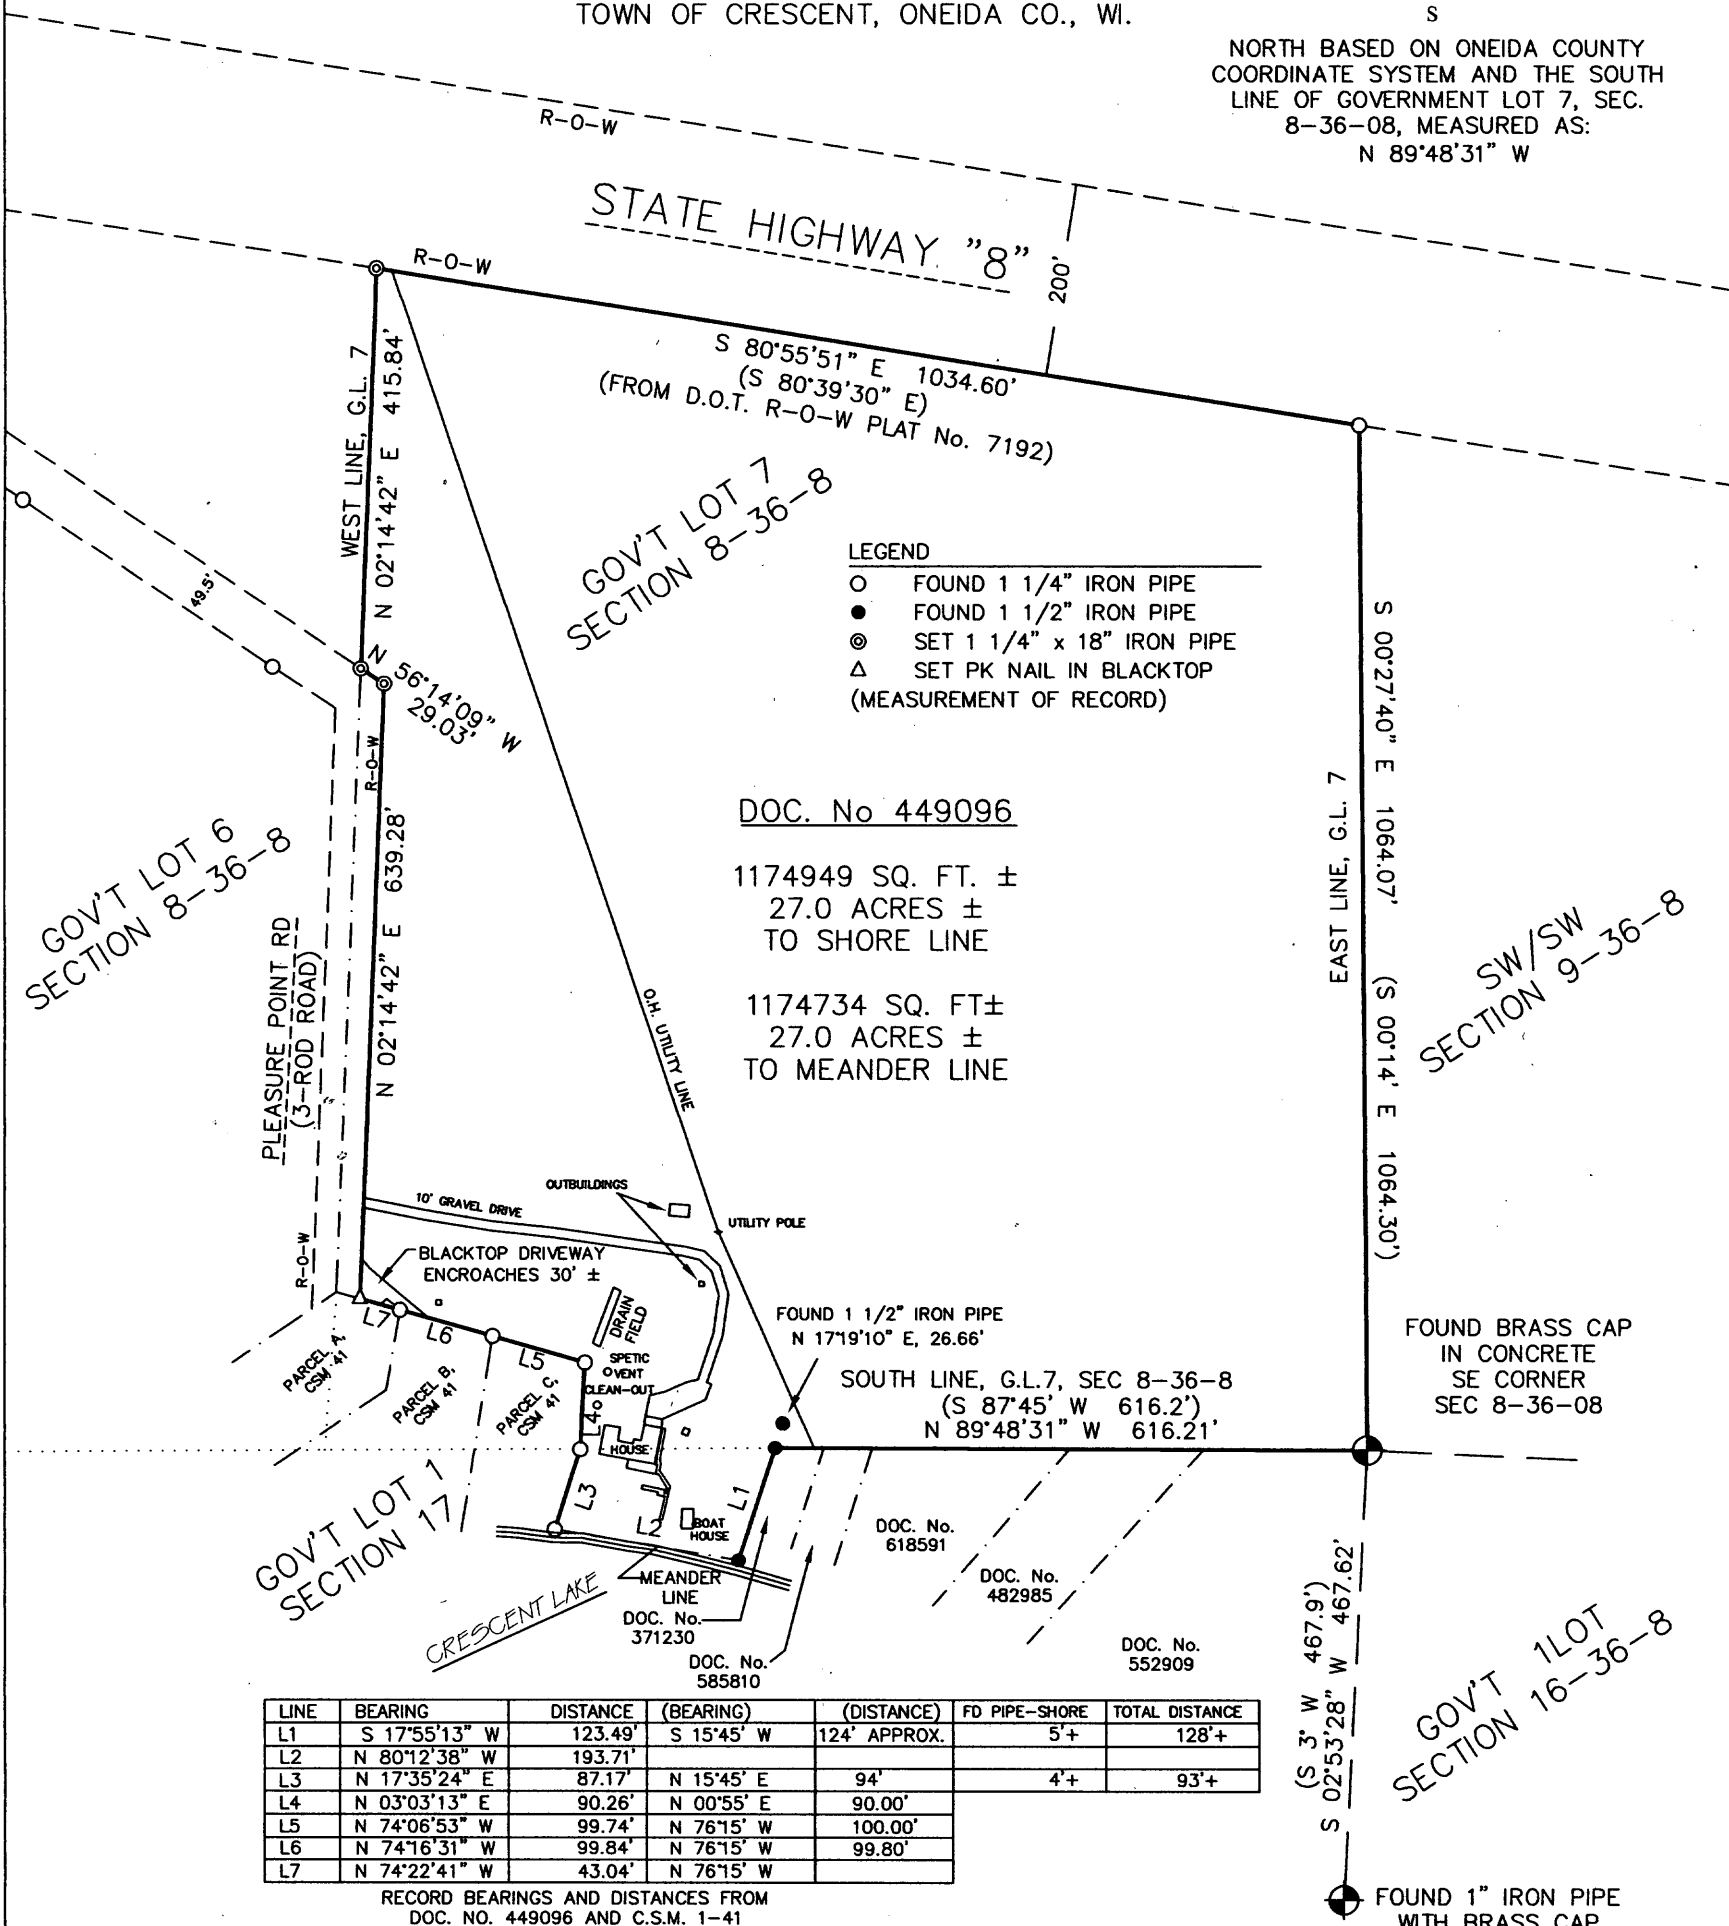 TOWN OF CRESCENT, ONEIDA CO., WI.
S
NORTH BASED ON ONEIDA COUNTY
COORDINATE SYSTEM AND THE SOUTH
LINE OF GOVERNMENT LOT 7, SEC.
8-36-08, MEASURED AS:
N 89°48'31" W
R-O-W
STATE HIGHWAY "8"
200'
R-O-W
S 80°55'51" E 1034.60'
(S 80°39'30" E)
(FROM D.O.T. R-O-W PLAT No. 7192)
WEST LINE, G.L. 7
N 02°14'42" E 415.84'
GOV'T LOT 7
SECTION 8-36-8
LEGEND
FOUND 1 1/4" IRON PIPE
FOUND 1 1/2" IRON PIPE
SET 1 1/4" x 18" IRON PIPE
SET PK NAIL IN BLACKTOP
(MEASUREMENT OF RECORD)
49.5'
N 56°14'09" W
29.03'
R-O-W
S 00°27'40" E 1064.07' (S 00°14' E 1064.30')
EAST LINE, G.L. 7
DOC. No 449096
1174949 SQ. FT. ±
27.0 ACRES ±
TO SHORE LINE
1174734 SQ. FT±
27.0 ACRES ±
TO MEANDER LINE
GOV'T LOT 6
SECTION 8-36-8
N 02°14'42" E 639.28'
PLEASURE POINT RD
(3-ROD ROAD)
O.H. UTILITY LINE
SW/SW
SECTION 9-36-8
OUTBUILDINGS
10' GRAVEL DRIVE
UTILITY POLE
R-O-W
BLACKTOP DRIVEWAY
ENCROACHES 30' ±
DRAIN
FIELD
FOUND 1 1/2" IRON PIPE
N 17°19'10" E, 26.66'
L7
L6
L5
SPETIC
VENT
CLEAN-OUT
PARCEL A,
CSM 41
PARCEL B,
CSM 41
PARCEL C,
CSM 41
L4
HOUSE
SOUTH LINE, G.L.7, SEC 8-36-8
(S 87°45' W 616.2')
N 89°48'31" W 616.21'
FOUND BRASS CAP
IN CONCRETE
SE CORNER
SEC 8-36-08
GOV'T LOT 1
SECTION 17
L3
L2
L1
BOAT
HOUSE
MEANDER
LINE
CRESCENT LAKE
DOC. No.
371230
DOC. No.
585810
DOC. No.
618591
DOC. No.
482985
DOC. No.
552909
(S 3° W 467.9')
S 02°53'28" W 467.62'
GOV'T 1LOT
SECTION 16-36-8
LINE BEARING DISTANCE (BEARING) (DISTANCE) FD PIPE-SHORE TOTAL DISTANCE
L1 S 17°55'13" W 123.49' S 15°45' W 124' APPROX. 5'+ 128'+
L2 N 80°12'38" W 193.71'
L3 N 17°35'24" E 87.17' N 15°45' E 94' 4'+ 93'+
L4 N 03°03'13" E 90.26' N 00°55' E 90.00'
L5 N 74°06'53" W 99.74' N 76°15' W 100.00'
L6 N 74°16'31" W 99.84' N 76°15' W 99.80'
L7 N 74°22'41" W 43.04' N 76°15' W
RECORD BEARINGS AND DISTANCES FROM
DOC. NO. 449096 AND C.S.M. 1-41
FOUND 1" IRON PIPE
WITH BRASS CAP